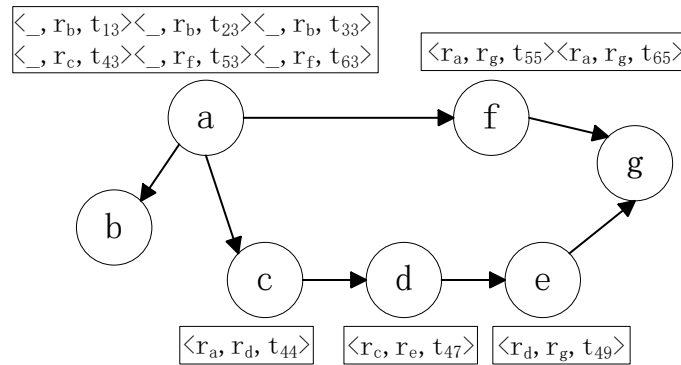 <_, r_b, t_13><_, r_b, t_23><_, r_b, t_33>
<_, r_c, t_43><_, r_f, t_53><_, r_f, t_63>
<r_a, r_g, t_55><r_a, r_g, t_65>
a
f
g
b
c
d
e
<r_a, r_d, t_44>
<r_c, r_e, t_47>
<r_d, r_g, t_49>